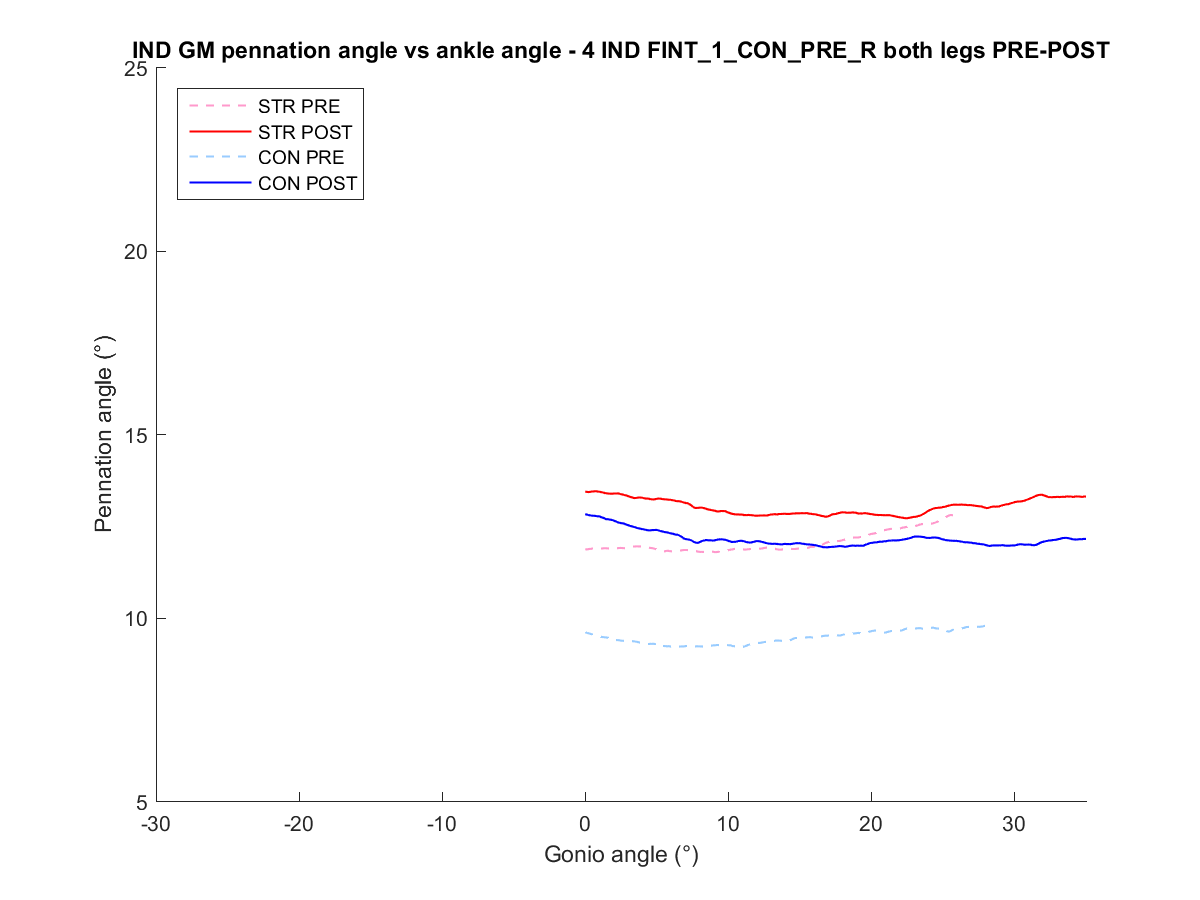 IND GM pennation angle vs ankle angle - 4 IND FINT_1_CON_PRE_R both legs PRE-POST
25
STR PRE
STR POST
CON PRE
CON POST
20
15
10
5
Pennation angle (°)
-30 -20 -10 0 10 20 30
Gonio angle (°)